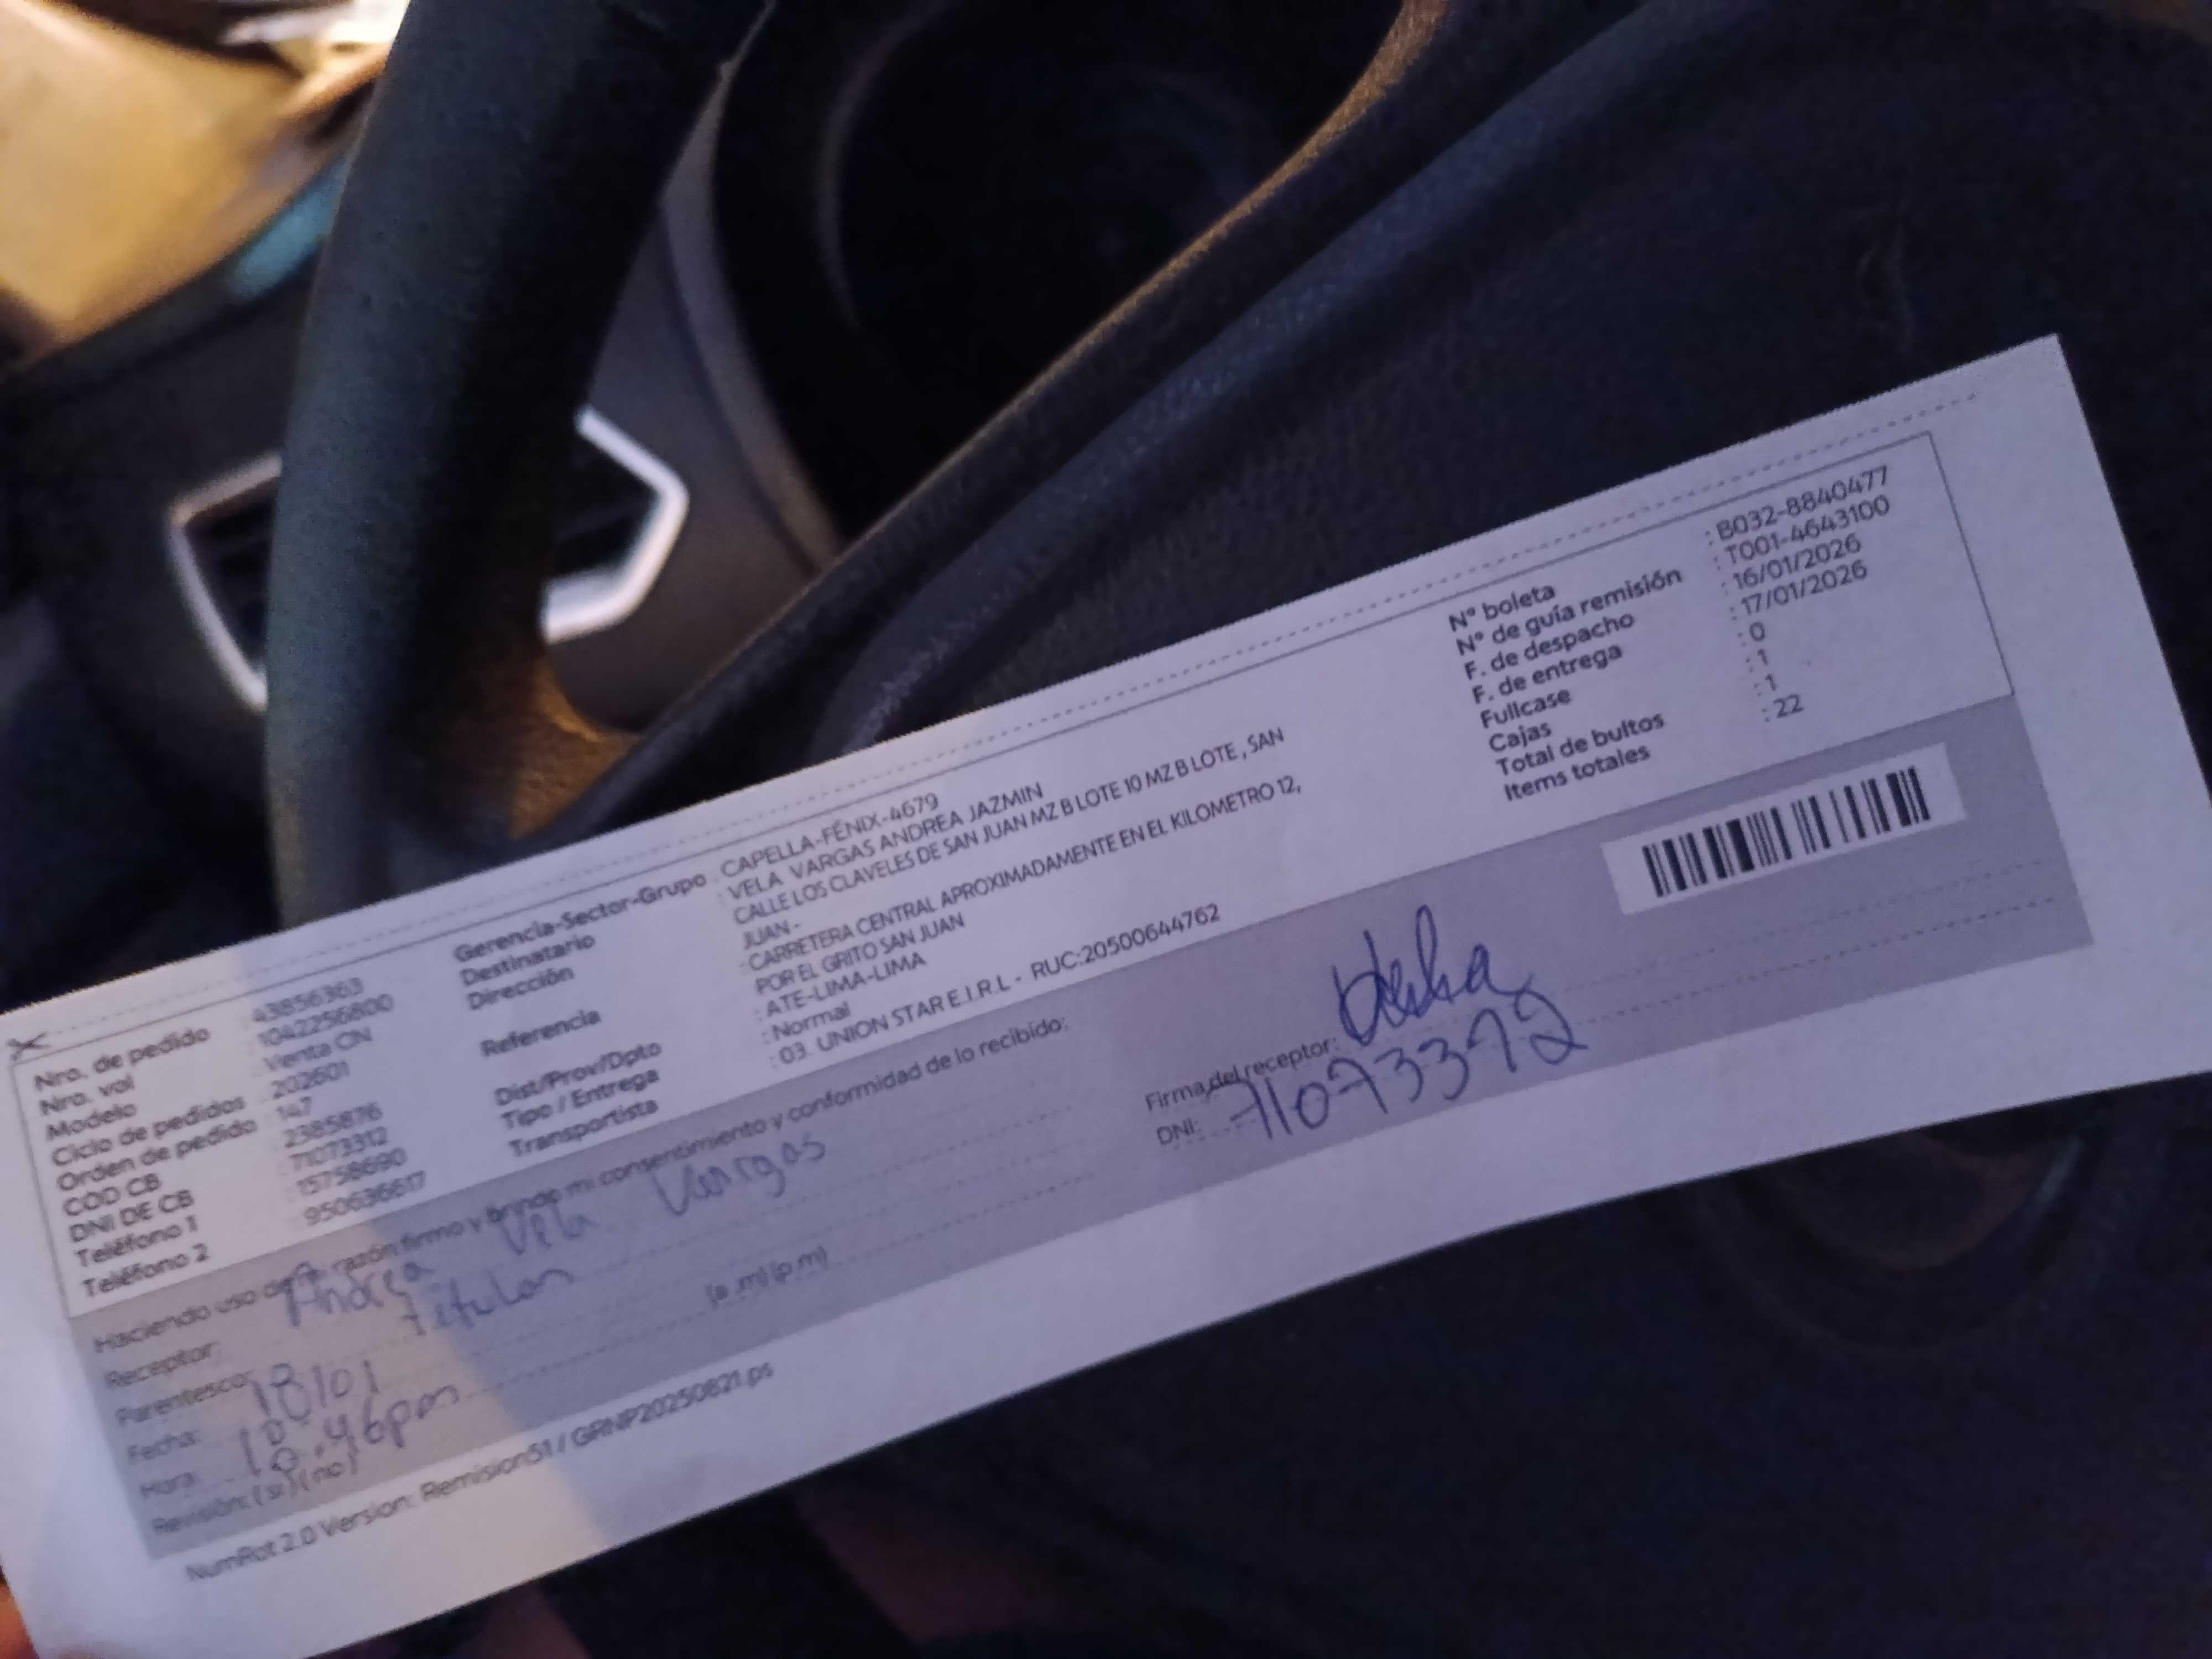 Nro. de pedido : 43856363
Nro. vol : 1042256800
Modelo : Venta CN
Ciclo de pedidos : 202601
Orden de pedido : 147
COD CB : 2385876
DNI DE CB : 71073312
Teléfono 1 : 15758690
Teléfono 2 : 950636617
Gerencia-Sector-Grupo : CAPELLA-FÉNIX-4679
Destinatario : VELA VARGAS ANDREA JAZMIN
Dirección : CALLE LOS CLAVELES DE SAN JUAN MZ B LOTE 10 MZ B LOTE , SAN
JUAN -
Referencia : CARRETERA CENTRAL APROXIMADAMENTE EN EL KILOMETRO 12,
POR EL GRITO SAN JUAN
Dist/Prov/Dpto : ATE-LIMA-LIMA
Tipo / Entrega : Normal
Transportista : 03 UNION STAR E.I.R.L - RUC:20500644762
N° boleta : B032-8840477
N° de guía remisión : T001-4643100
F. de despacho : 16/01/2026
F. de entrega : 17/01/2026
Fullcase : 0
Cajas : 1
Total de bultos : 1
Items totales : 22
Haciendo uso de mi razón firmo y brindo mi consentimiento y conformidad de lo recibido:
Receptor: Andrea Vela Vargas
Parentesco: titular
Fecha: 18/01
Hora: 10:46pm (a .m) (p.m)
Revisión: (si) (no)
Firma del receptor:
DNI: 71073312
NumRot 2.0 Version: Remision51 / GRNP20250821.ps